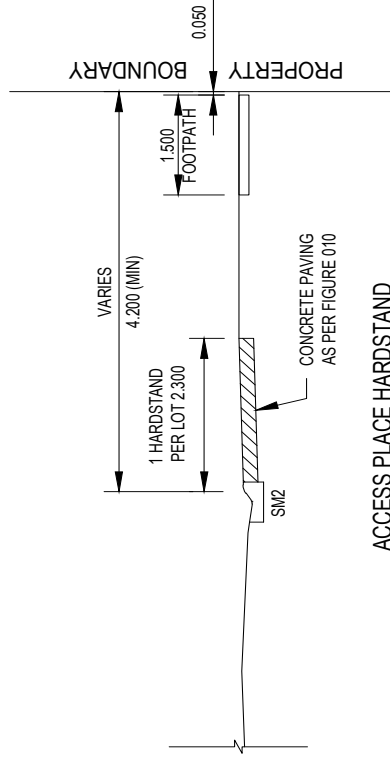 PROPERTY BOUNDARY
0.050
1.500
FOOTPATH
VARIES
4.200 (MIN)
1 HARDSTAND
PER LOT 2.300
CONCRETE PAVING
AS PER FIGURE 010
SM2
ACCESS PLACE HARDSTAND